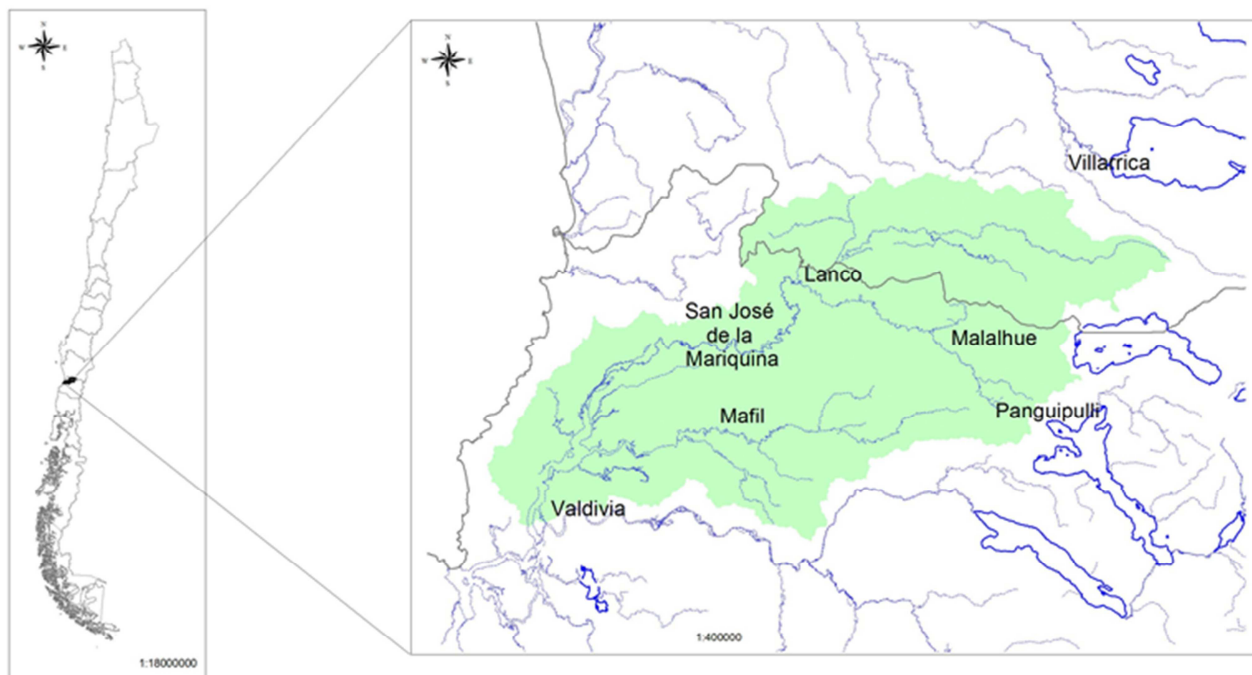 N
W
E
S
1:18000000
N
W
E
S
Villarrica
Lanco
San José
de la
Mariquina
Malalhue
Panguipulli
Mafil
Valdivia
1:400000